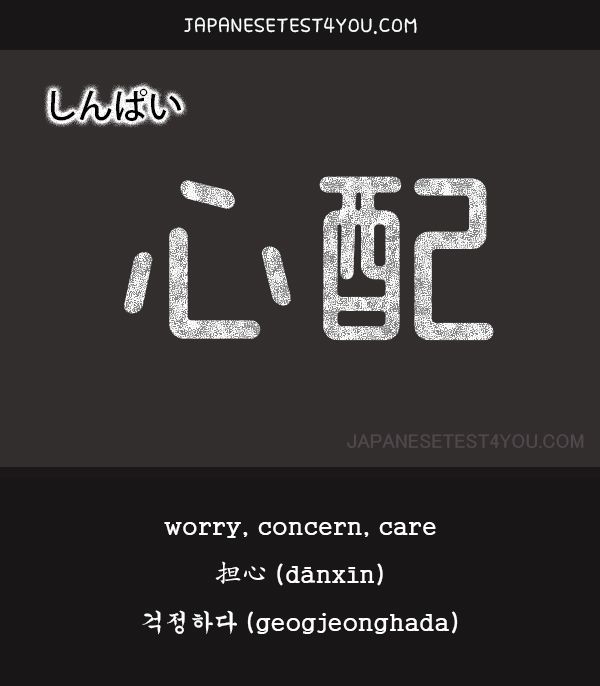 JAPANESETEST4YOU.COM
しんぱい
心配
JAPANESETEST4YOU.COM
worry, concern, care
担心 (dānxīn)
걱정하다 (geogjeonghada)